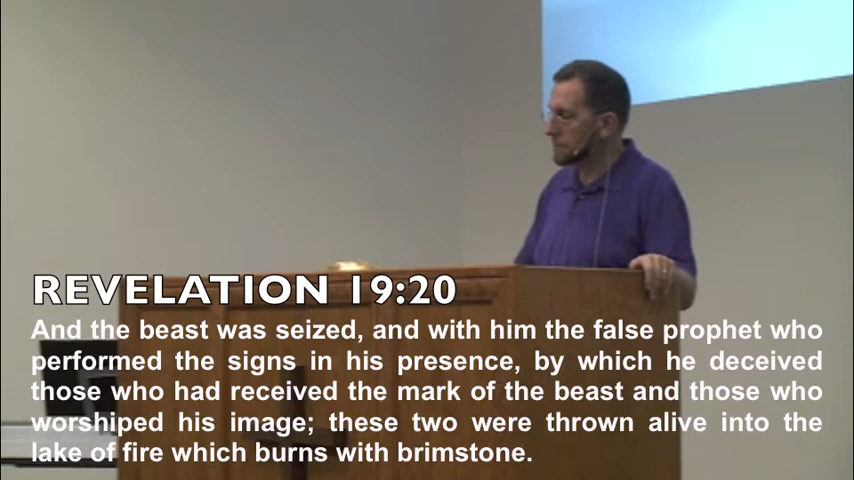 REVELATION 19:20
And the beast was seized, and with him the false prophet who
performed the signs in his presence, by which he deceived
those who had received the mark of the beast and those who
worshiped his image; these two were thrown alive into the
lake of fire which burns with brimstone.